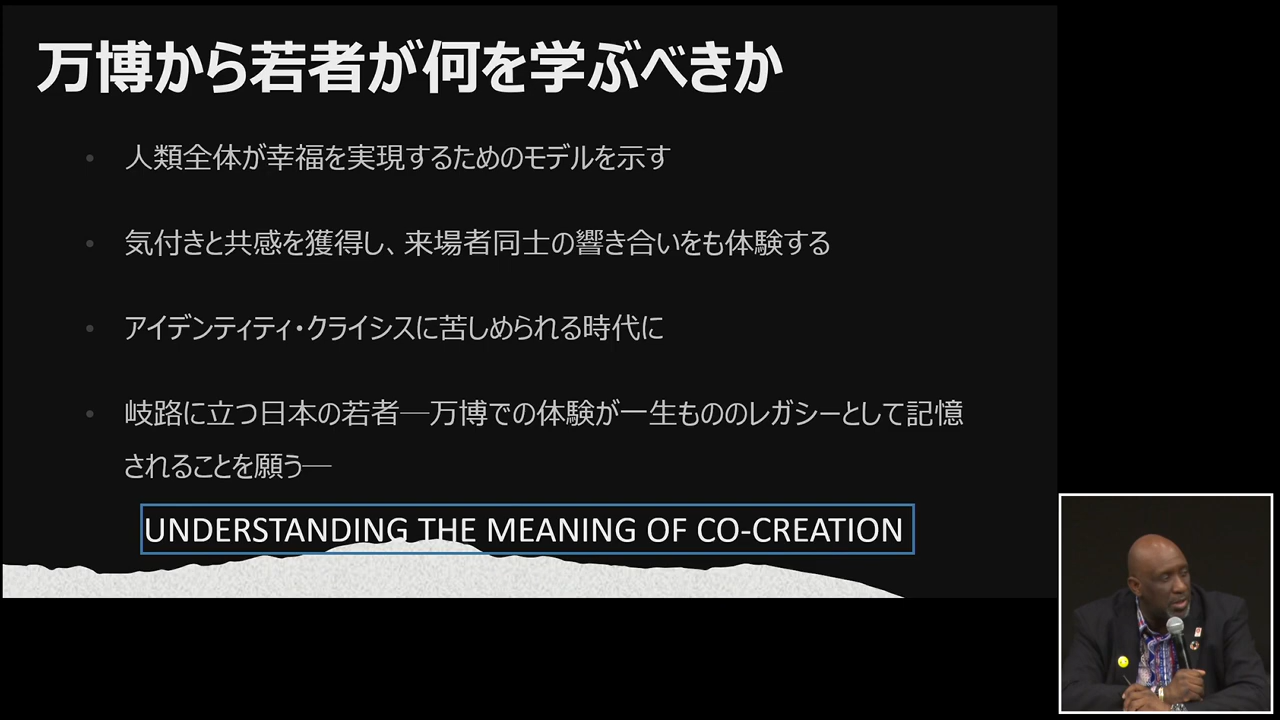 万博から若者が何を学ぶべきか
• 人類全体が幸福を実現するためのモデルを示す
• 気付きと共感を獲得し、来場者同士の響き合いをも体験する
• アイデンティティ・クライシスに苦しめられる時代に
• 岐路に立つ日本の若者―万博での体験が一生もののレガシーとして記憶
されることを願う―
UNDERSTANDING THE MEANING OF CO-CREATION